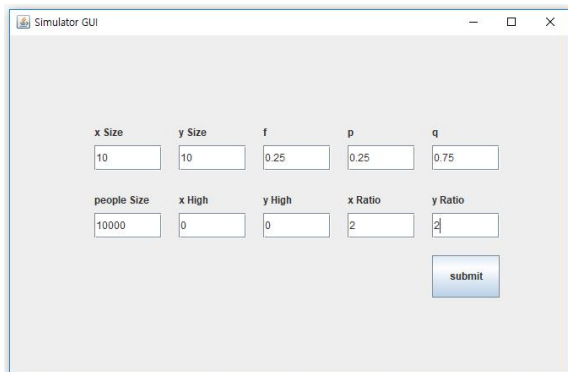 Simulator GUI
x Size y Size f p q
10 10 0.25 0.25 0.75
people Size x High y High x Ratio y Ratio
10000 0 0 2 2
submit